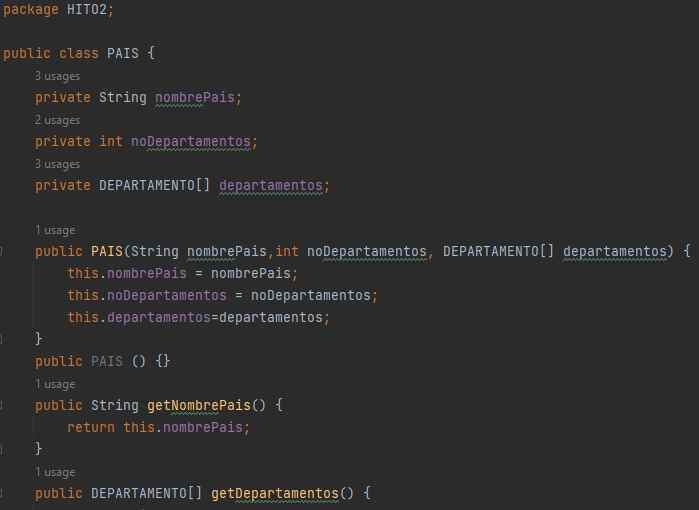 package HITO2;
public class PAIS {
3 usages
private String nombrePais;
2 usages
private int noDepartamentos;
3 usages
private DEPARTAMENTO[] departamentos;
1 usage
public PAIS(String nombrePais,int noDepartamentos, DEPARTAMENTO[] departamentos) {
this.nombrePais = nombrePais;
this.noDepartamentos = noDepartamentos;
this.departamentos=departamentos;
}
public PAIS () {}
1 usage
public String getNombrePais() {
return this.nombrePais;
}
1 usage
public DEPARTAMENTO[] getDepartamentos() {